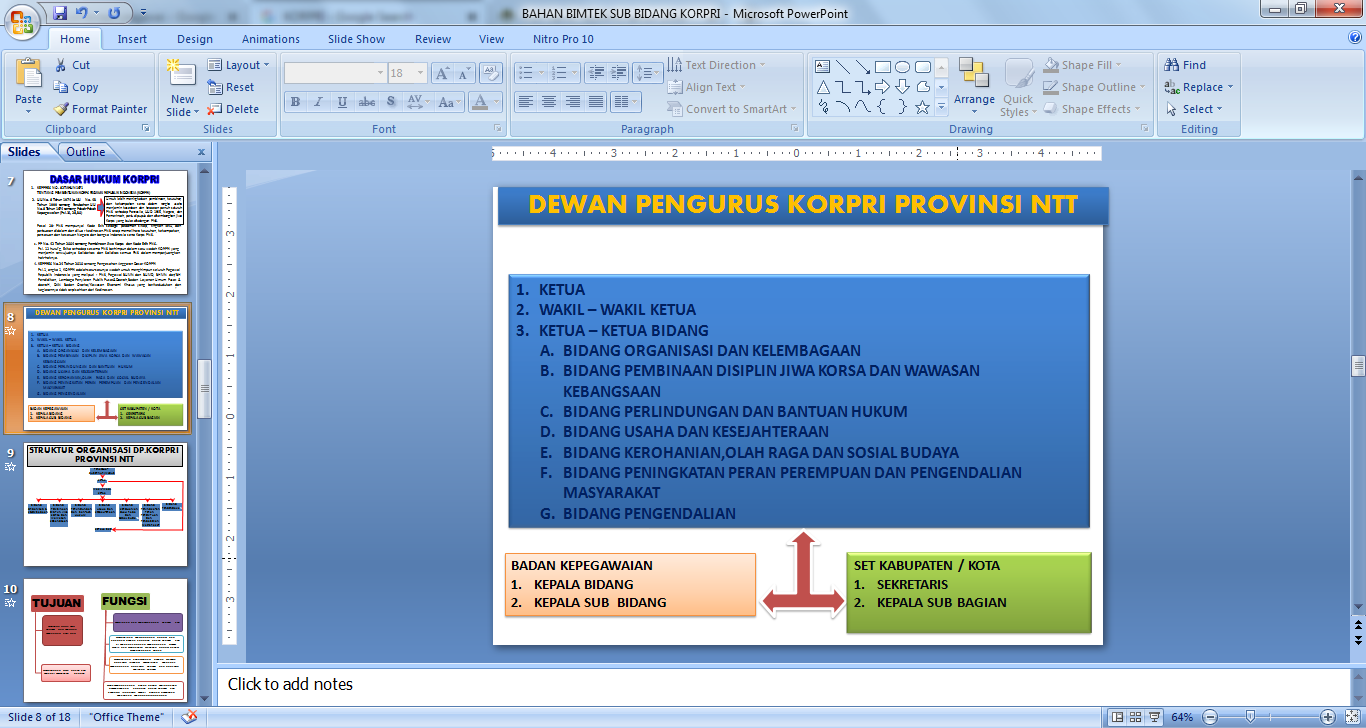 BAHAN BIMTEK SUB BIDANG KORPRI - Microsoft PowerPoint
Home Insert Design Animations Slide Show Review View Nitro Pro 10
Paste
Cut
Copy
Format Painter
Clipboard
New
Slide
Layout
Reset
Delete
Slides
18
B I U abc S AV Aa A
Font
Text Direction
Align Text
Convert to SmartArt
Paragraph
Arrange
Quick
Styles
Shape Fill
Shape Outline
Shape Effects
Drawing
Find
Replace
Select
Editing
Slides Outline x
7
DASAR HUKUM KORPRI
8
DEWAN PENGURUS KORPRI PROVINSI NTT
9
STRUKTUR ORGANISASI DP.KORPRI
PROVINSI NTT
10
TUJUAN FUNGSI
DEWAN PENGURUS KORPRI PROVINSI NTT
1. KETUA
2. WAKIL – WAKIL KETUA
3. KETUA – KETUA BIDANG
A. BIDANG ORGANISASI DAN KELEMBAGAAN
B. BIDANG PEMBINAAN DISIPLIN JIWA KORSA DAN WAWASAN
KEBANGSAAN
C. BIDANG PERLINDUNGAN DAN BANTUAN HUKUM
D. BIDANG USAHA DAN KESEJAHTERAAN
E. BIDANG KEROHANIAN,OLAH RAGA DAN SOSIAL BUDAYA
F. BIDANG PENINGKATAN PERAN PEREMPUAN DAN PENGENDALIAN
MASYARAKAT
G. BIDANG PENGENDALIAN
BADAN KEPEGAWAIAN
1. KEPALA BIDANG
2. KEPALA SUB BIDANG
SET KABUPATEN / KOTA
1. SEKRETARIS
2. KEPALA SUB BAGIAN
Click to add notes
Slide 8 of 18 "Office Theme" 64%